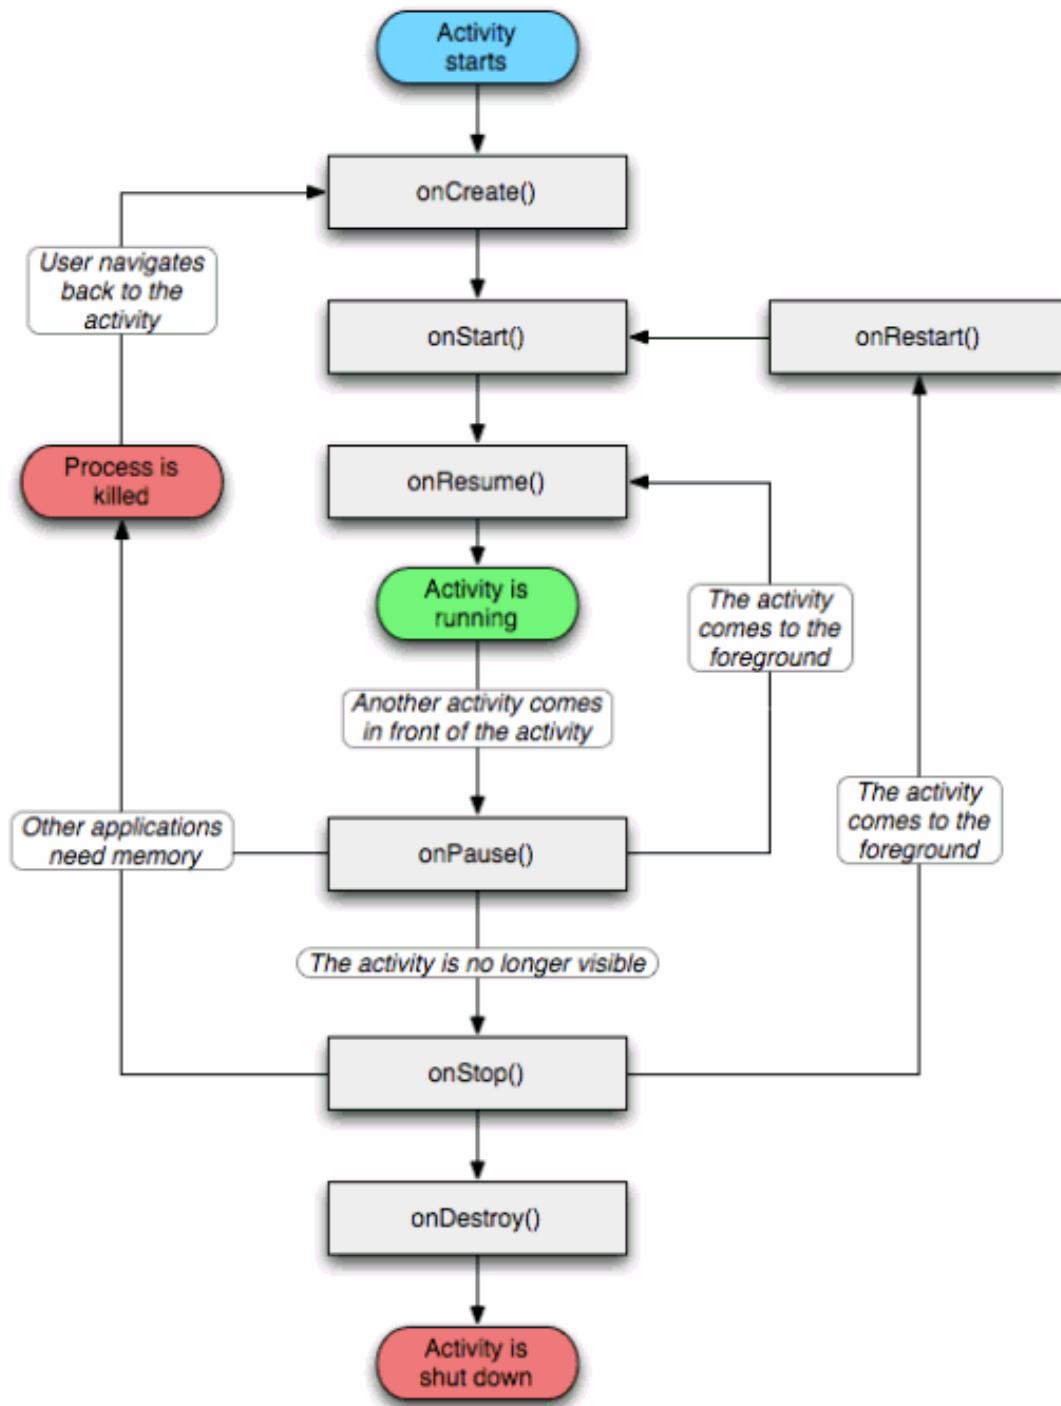 Activity
starts
onCreate()
User navigates
back to the
activity
onStart()
onRestart()
Process is
killed
onResume()
Activity is
running
The activity
comes to the
foreground
Another activity comes
in front of the activity
Other applications
need memory
onPause()
The activity
comes to the
foreground
The activity is no longer visible
onStop()
onDestroy()
Activity is
shut down